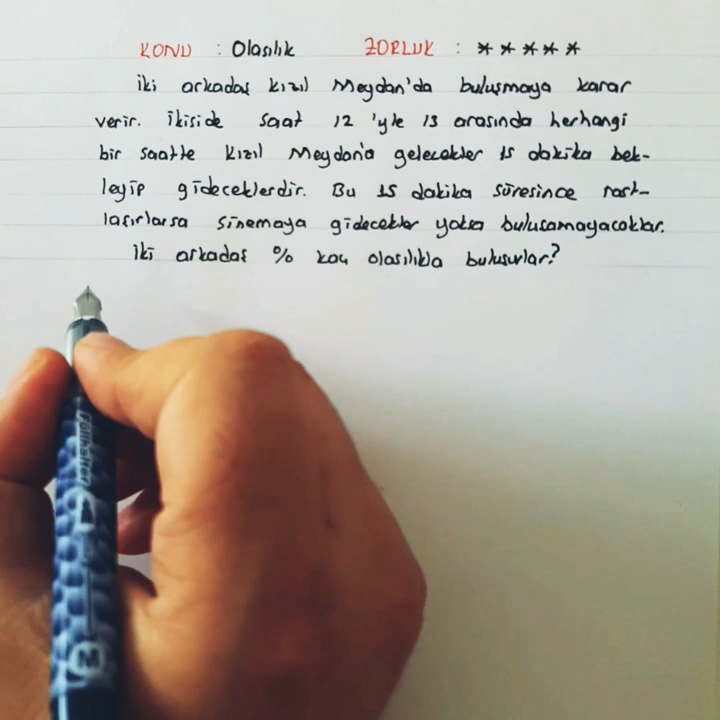 KONU : Olasılık ZORLUK : * * * * *
İki arkadaş Kızıl Meydan'da buluşmaya karar
verir. İkiside saat 12 'yle 13 arasında herhangi
bir saatte Kızıl Meydan'a gelecekler 15 dakika bek-
leyip gideceklerdir. Bu 15 dakika süresince rast-
laşırlarsa sinemaya gidecekler yoksa buluşamayacaklar.
İki arkadaş % kaç olasılıkla buluşurlar?
Füllhalter
M